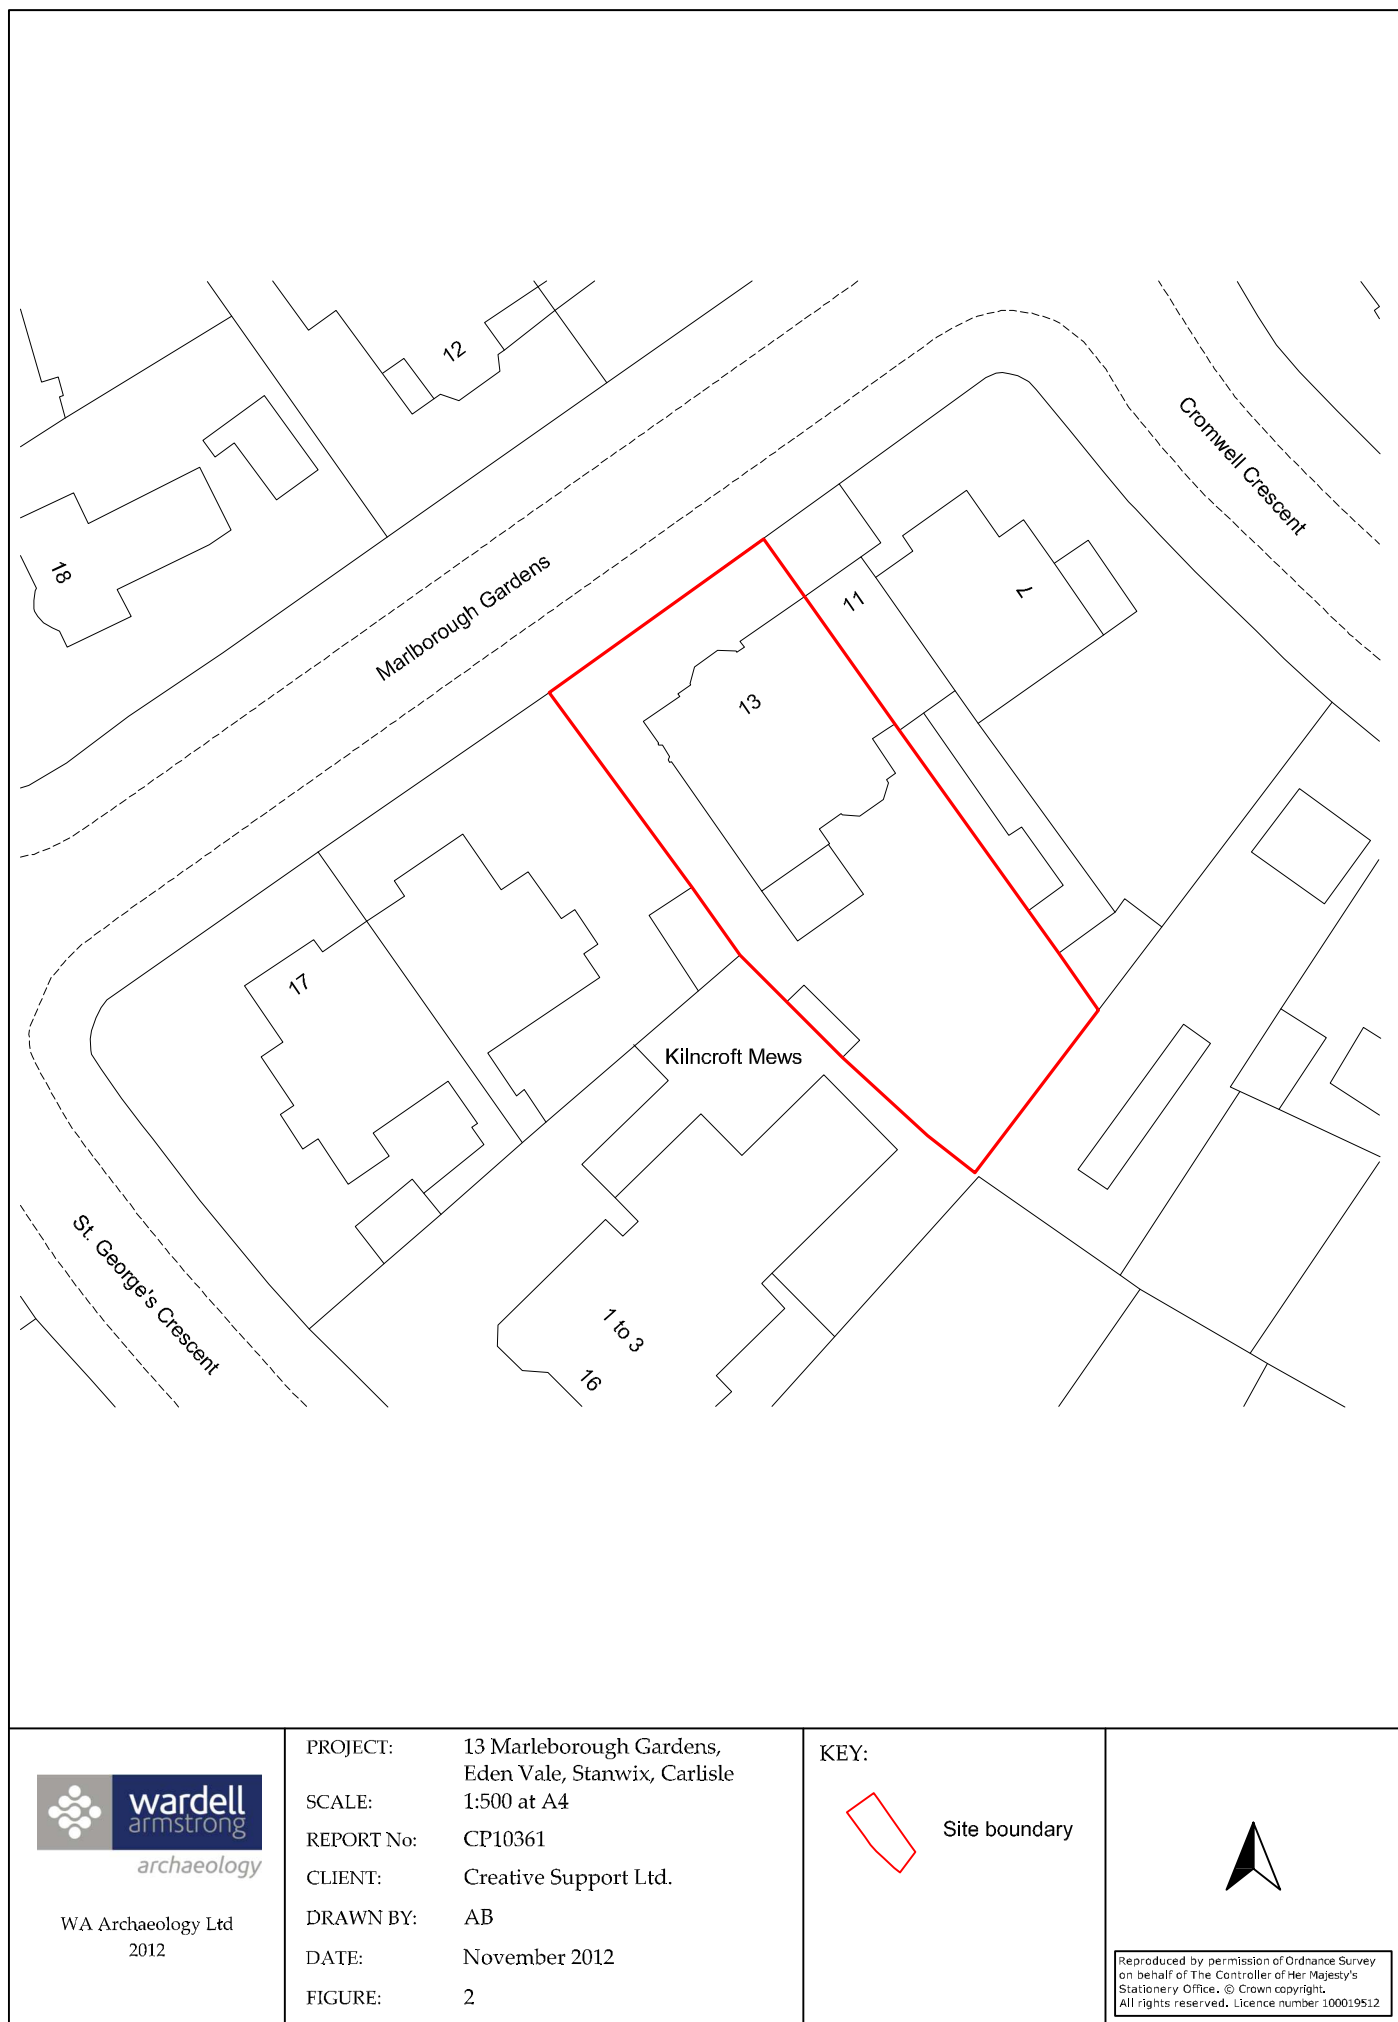 12
Cromwell Crescent
18
Marlborough Gardens
11
7
13
17
Kilncroft Mews
St. George's Crescent
1 to 3
16
wardell
armstrong
archaeology
WA Archaeology Ltd
2012
PROJECT: 13 Marleborough Gardens,
Eden Vale, Stanwix, Carlisle
SCALE: 1:500 at A4
REPORT No: CP10361
CLIENT: Creative Support Ltd.
DRAWN BY: AB
DATE: November 2012
FIGURE: 2
KEY:
Site boundary
Reproduced by permission of Ordnance Survey
on behalf of The Controller of Her Majesty's
Stationery Office. © Crown copyright.
All rights reserved. Licence number 100019512